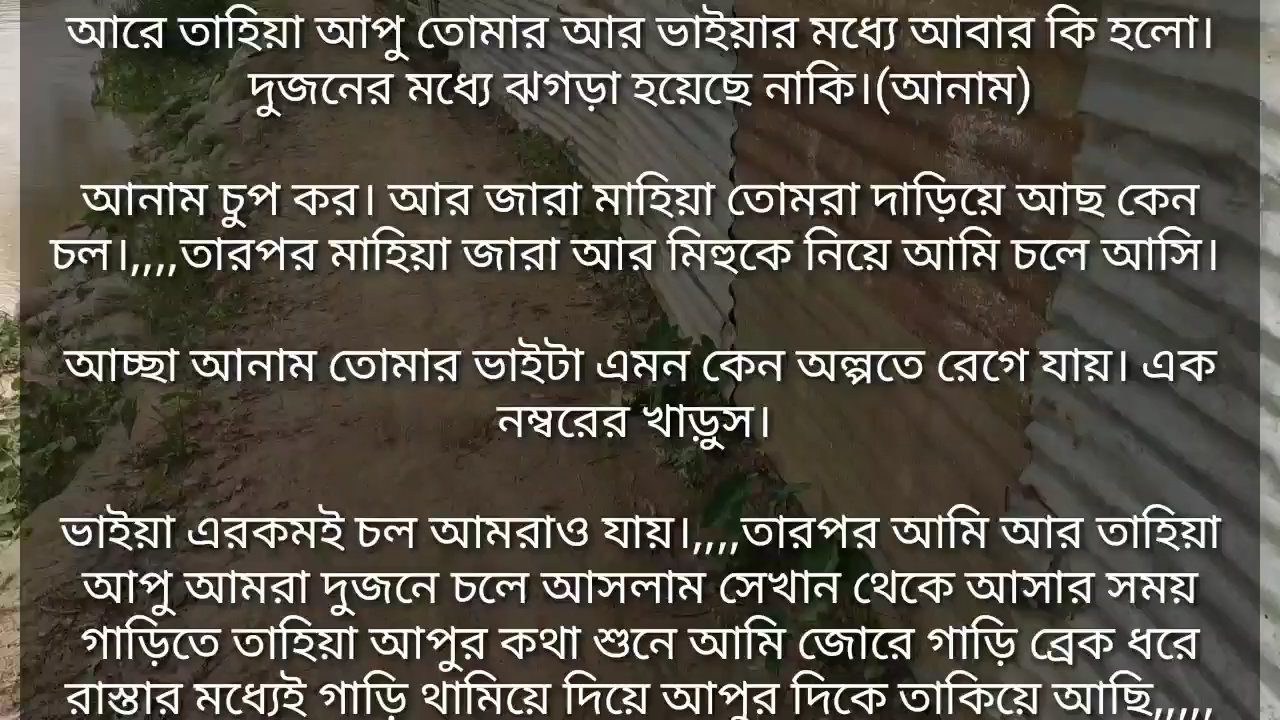 আরে তাহিয়া আপু তোমার আর ভাইয়ার মধ্যে আবার কি হলো।
দুজনের মধ্যে ঝগড়া হয়েছে নাকি।(আনাম)
আনাম চুপ কর। আর জারা মাহিয়া তোমরা দাড়িয়ে আছ কেন
চল।,,,,তারপর মাহিয়া জারা আর মিহুকে নিয়ে আমি চলে আসি।
আচ্ছা আনাম তোমার ভাইটা এমন কেন অল্পতে রেগে যায়। এক
নম্বরের খাড়ুস।
ভাইয়া এরকমই চল আমরাও যায়।,,,,তারপর আমি আর তাহিয়া
আপু আমরা দুজনে চলে আসলাম সেখান থেকে আসার সময়
গাড়িতে তাহিয়া আপুর কথা শুনে আমি জোরে গাড়ি ব্রেক ধরে
রাস্তার মধ্যেই গাড়ি থামিয়ে দিয়ে আপুর দিকে তাকিয়ে আছি,,,,,